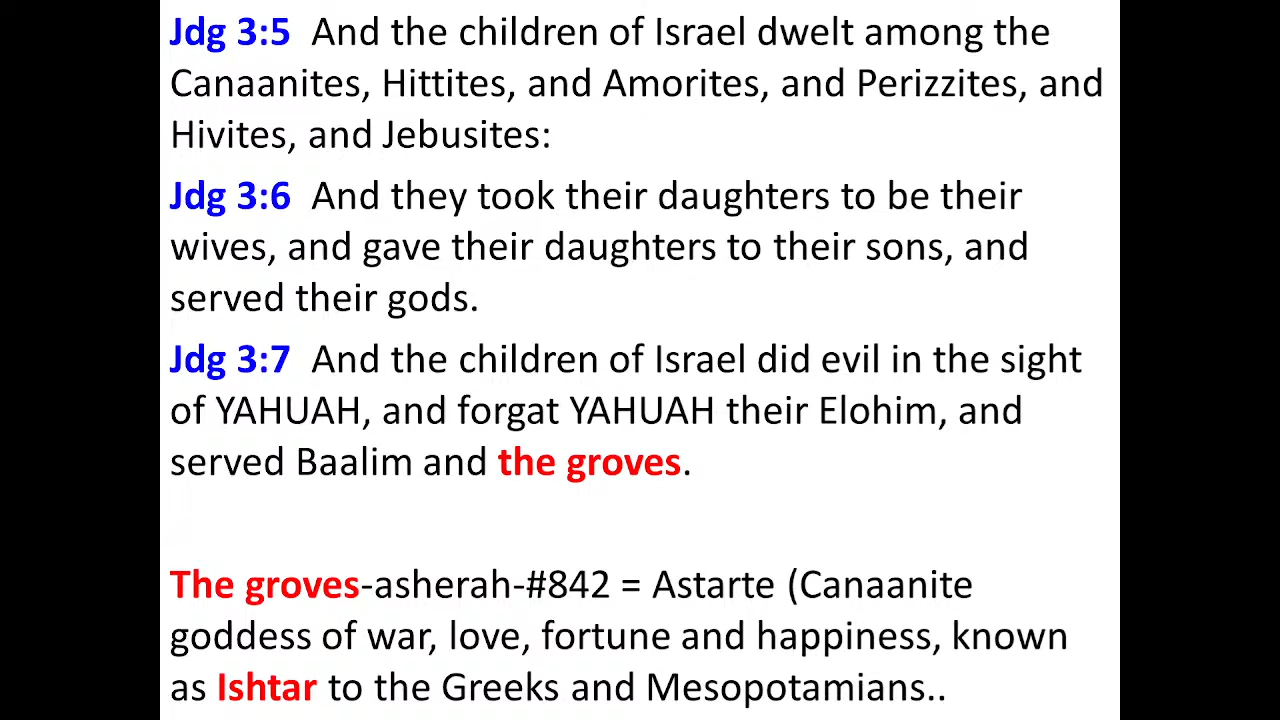 Jdg 3:5  And the children of Israel dwelt among the
Canaanites, Hittites, and Amorites, and Perizzites, and
Hivites, and Jebusites:
Jdg 3:6  And they took their daughters to be their
wives, and gave their daughters to their sons, and
served their gods.
Jdg 3:7  And the children of Israel did evil in the sight
of YAHUAH, and forgat YAHUAH their Elohim, and
served Baalim and the groves.
The groves-asherah-#842 = Astarte (Canaanite
goddess of war, love, fortune and happiness, known
as Ishtar to the Greeks and Mesopotamians..